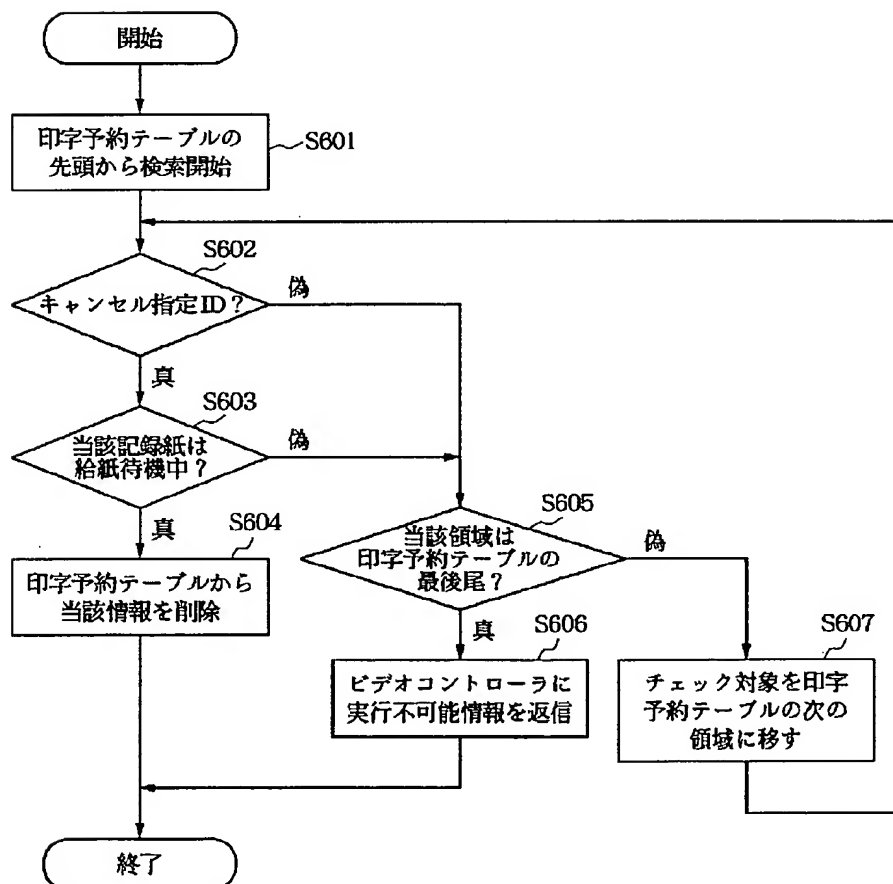 開始
印字予約テーブルの
先頭から検索開始
S601
S602
キャンセル指定ID?
偽
真
S603
当該記録紙は
給紙待機中?
偽
真
S604
印字予約テーブルから
当該情報を削除
S605
当該領域は
印字予約テーブルの
最後尾?
偽
真
S606
ビデオコントローラに
実行不可能情報を返信
S607
チェック対象を印字
予約テーブルの次の
領域に移す
終了